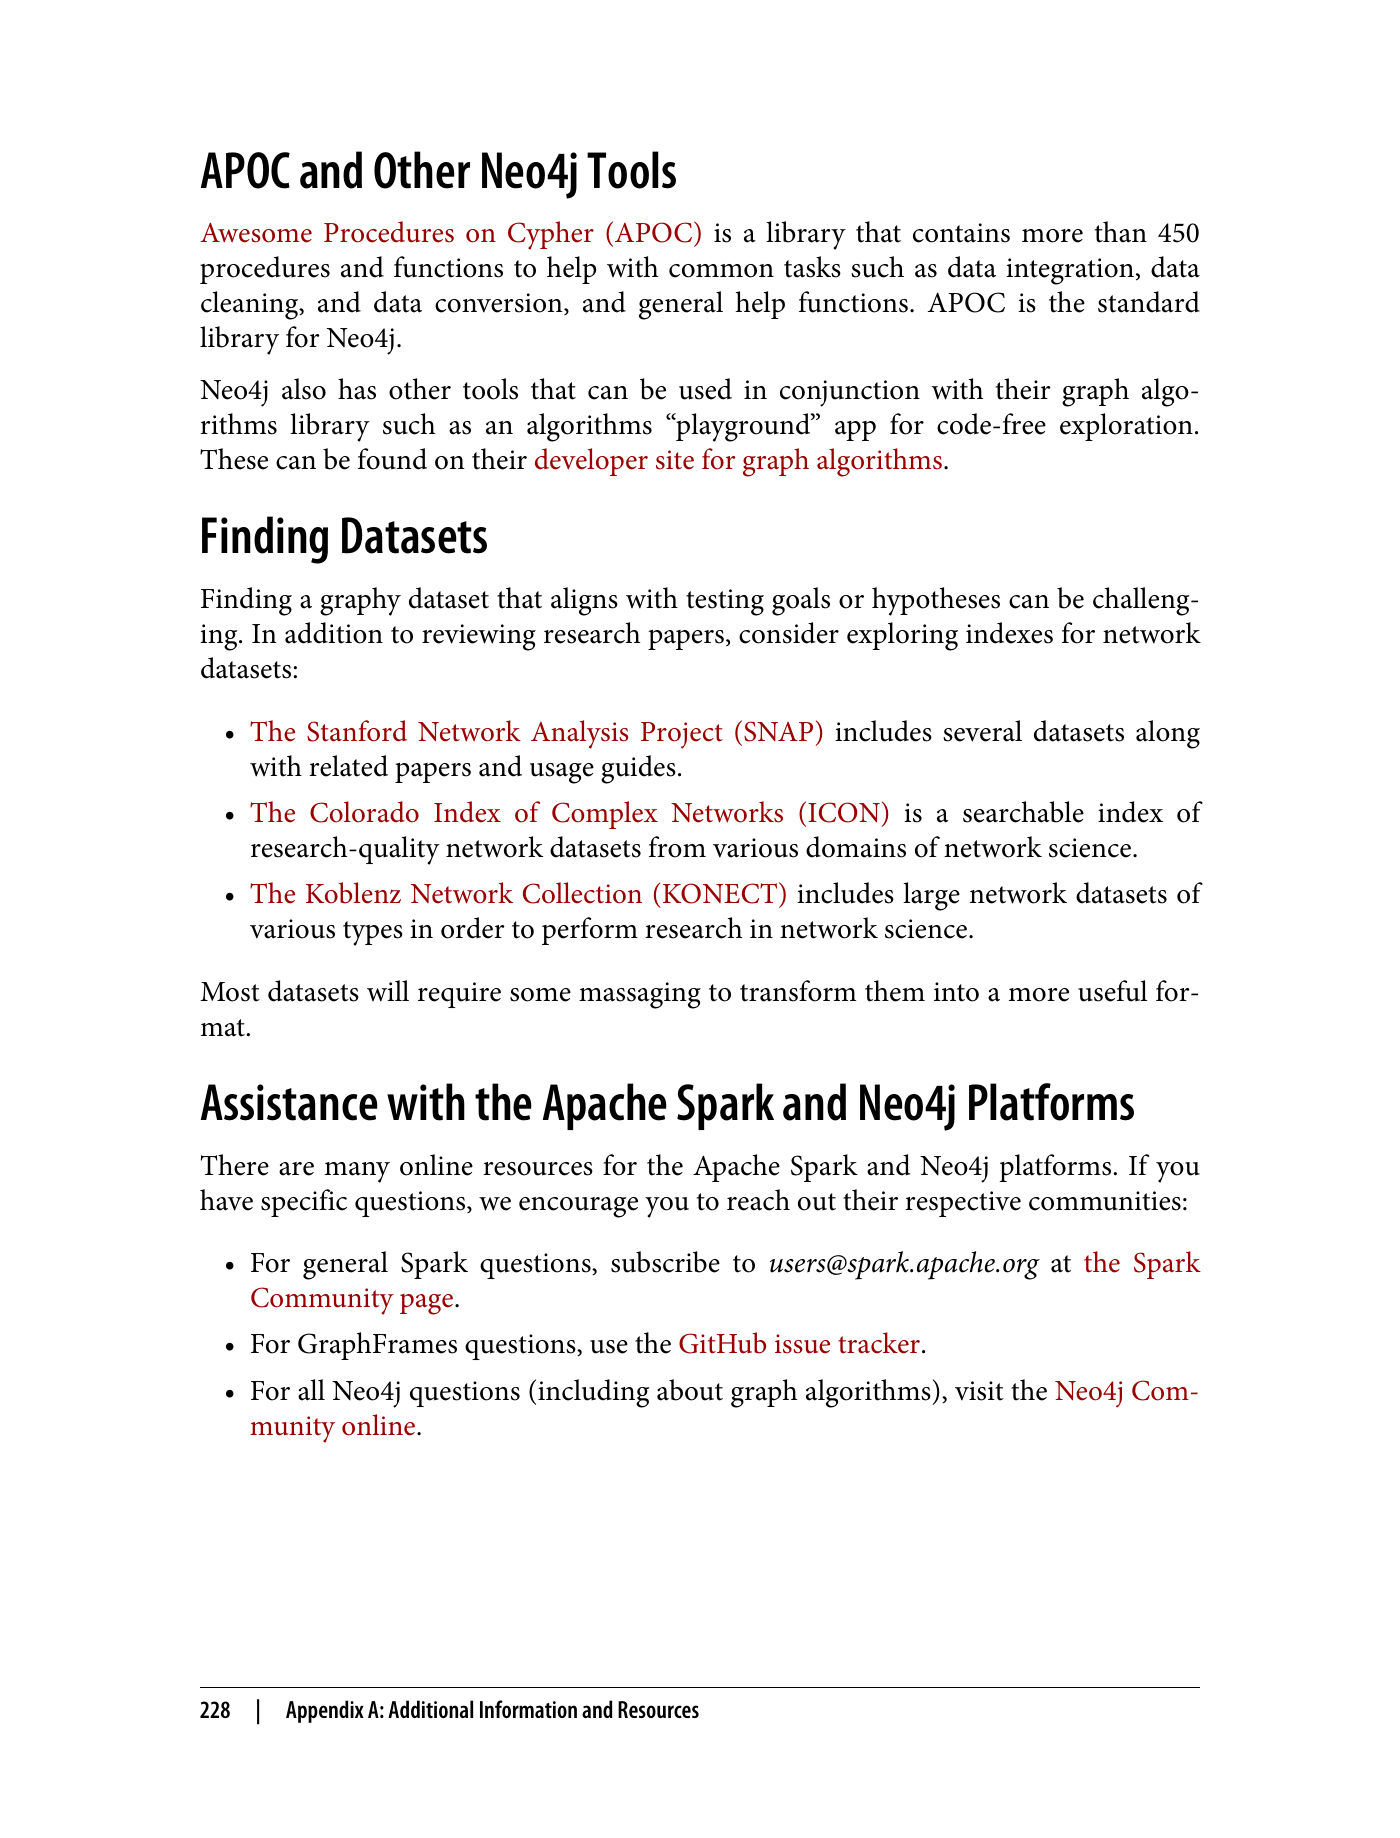 APOC and Other Neo4j Tools
Awesome Procedures on Cypher (APOC) is a library that contains more than 450
procedures and functions to help with common tasks such as data integration, data
cleaning, and data conversion, and general help functions. APOC is the standard
library for Neo4j.
Neo4j also has other tools that can be used in conjunction with their graph algo-
rithms library such as an algorithms “playground” app for code-free exploration.
These can be found on their developer site for graph algorithms.
Finding Datasets
Finding a graphy dataset that aligns with testing goals or hypotheses can be challeng-
ing. In addition to reviewing research papers, consider exploring indexes for network
datasets:
• The Stanford Network Analysis Project (SNAP) includes several datasets along
with related papers and usage guides.
• The Colorado Index of Complex Networks (ICON) is a searchable index of
research-quality network datasets from various domains of network science.
• The Koblenz Network Collection (KONECT) includes large network datasets of
various types in order to perform research in network science.
Most datasets will require some massaging to transform them into a more useful for-
mat.
Assistance with the Apache Spark and Neo4j Platforms
There are many online resources for the Apache Spark and Neo4j platforms. If you
have specific questions, we encourage you to reach out their respective communities:
• For general Spark questions, subscribe to users@spark.apache.org at the Spark
Community page.
• For GraphFrames questions, use the GitHub issue tracker.
• For all Neo4j questions (including about graph algorithms), visit the Neo4j Com-
munity online.
228 | Appendix A: Additional Information and Resources